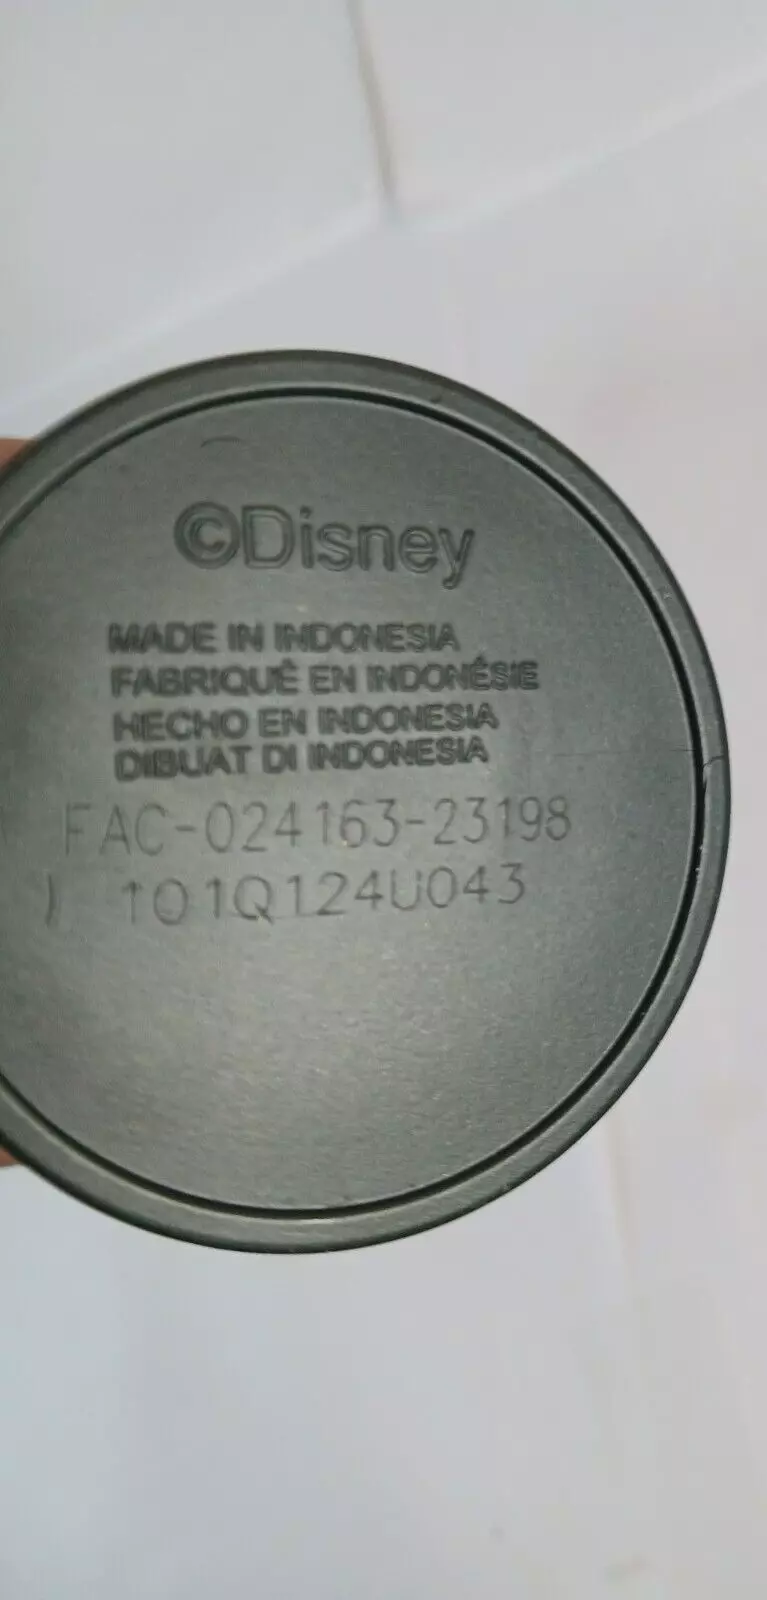 ©Disney
MADE IN INDONESIA
FABRIQUÉ EN INDONÉSIE
HECHO EN INDONESIA
DIBUAT DI INDONESIA
FAC-024163-23198
101Q124U043